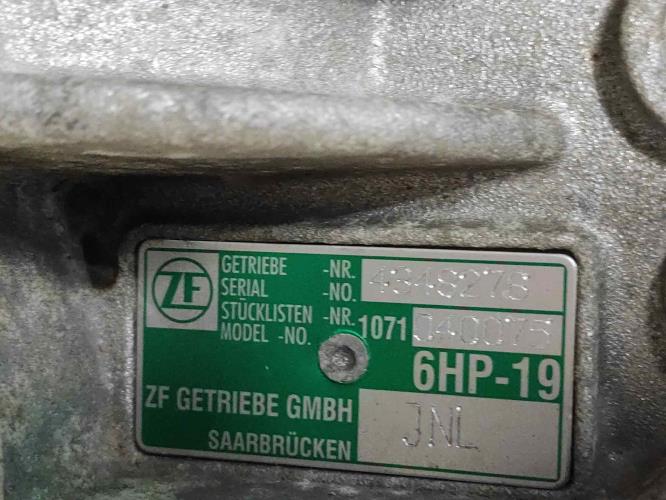 ZF
GETRIEBE -NR.
SERIAL -NO. 4848278
STÜCKLISTEN -NR.
MODEL -NO. 1071 040075
6HP-19
ZF GETRIEBE GMBH JNL
SAARBRÜCKEN